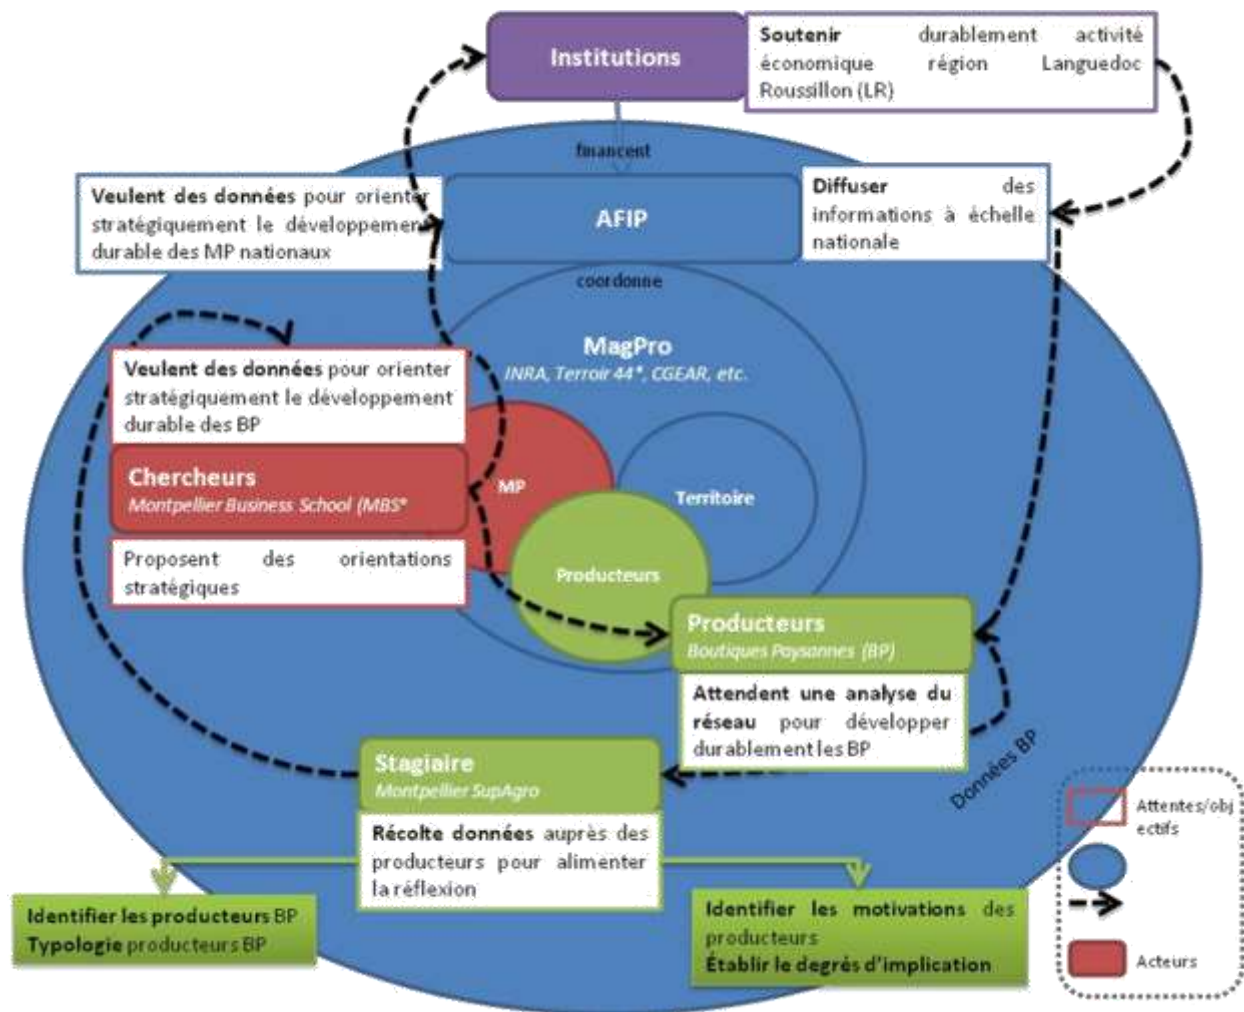 Institutions
Soutenir durablement activité
économique région Languedoc
Roussillon (LR)
financent
Veulent des données pour orienter
stratégiquement le développement
durable des MP nationaux
AFIP
Diffuser des
informations à échelle
nationale
coordonne
MagPro
INRA, Terroir 44*, CGEAR, etc.
Veulent des données pour orienter
stratégiquement le développement
durable des BP
Chercheurs
Montpellier Business School (MBS*
MP
Territoire
Proposent des orientations
stratégiques
Producteurs
Producteurs
Boutiques Paysannes (BP)
Attendent une analyse du
réseau pour développer
durablement les BP
Données BP
Stagiaire
Montpellier SupAgro
Récolte données auprès des
producteurs pour alimenter
la réflexion
Identifier les producteurs BP
Typologie producteurs BP
Identifier les motivations des
producteurs
Établir le degrés d'implication
Attentes/obj
ectifs
Acteurs